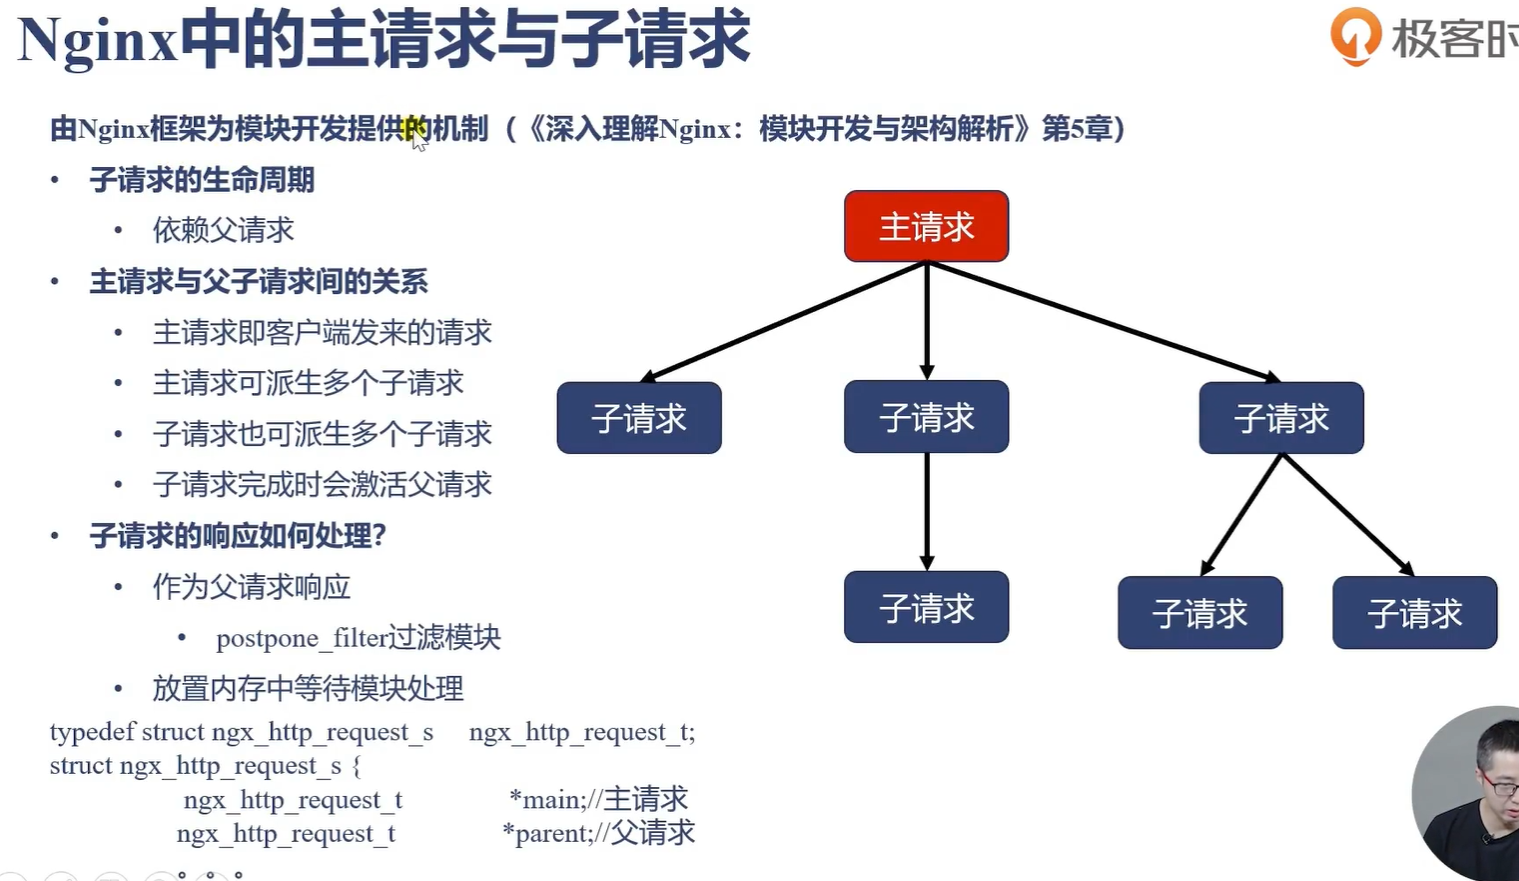 Nginx中的主请求与子请求
极客时
由Nginx框架为模块开发提供的机制（《深入理解Nginx：模块开发与架构解析》第5章）
• 子请求的生命周期
• 依赖父请求
• 主请求与父子请求间的关系
• 主请求即客户端发来的请求
• 主请求可派生多个子请求
• 子请求也可派生多个子请求
• 子请求完成时会激活父请求
• 子请求的响应如何处理？
• 作为父请求响应
• postpone_filter过滤模块
• 放置内存中等待模块处理
typedef struct ngx_http_request_s ngx_http_request_t;
struct ngx_http_request_s {
ngx_http_request_t *main;//主请求
ngx_http_request_t *parent;//父请求
主请求
子请求 子请求 子请求
子请求 子请求 子请求